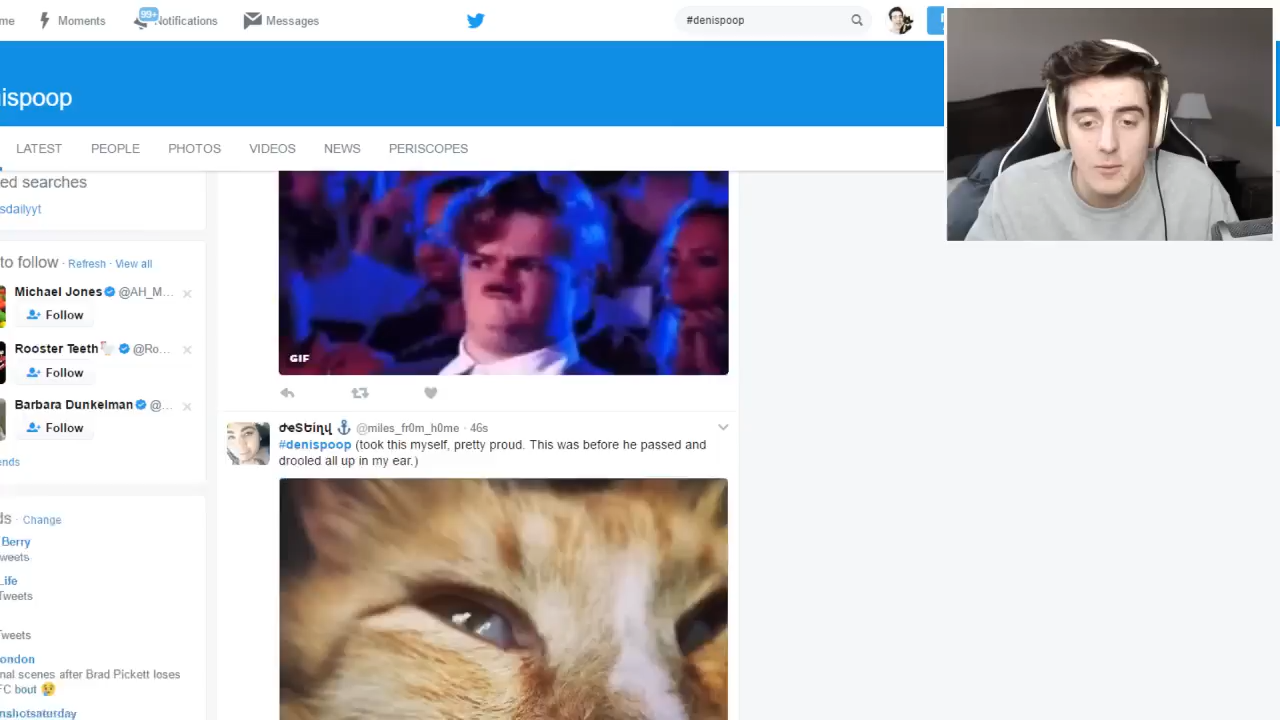 me
Moments
99+
Notifications
Messages
#denispoop
ispoop
LATEST
PEOPLE
PHOTOS
VIDEOS
NEWS
PERISCOPES
ed searches
sdailyyt
to follow · Refresh · View all
Michael Jones @AH_M...
Follow
Rooster Teeth @Ro...
Follow
Barbara Dunkelman @...
Follow
ends
ds · Change
Berry
weets
Life
Tweets
Tweets
ondon
nal scenes after Brad Pickett loses
FC bout
nshotsaturday
GIF
@miles_fr0m_h0me · 46s
#denispoop (took this myself, pretty proud. This was before he passed and
drooled all up in my ear.)